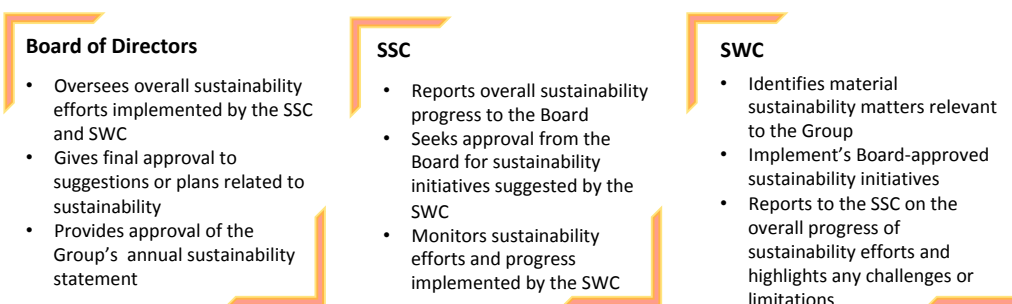 Board of Directors
• Oversees overall sustainability
efforts implemented by the SSC
and SWC
• Gives final approval to
suggestions or plans related to
sustainability
• Provides approval of the
Group's annual sustainability
statement
SSC
• Reports overall sustainability
progress to the Board
• Seeks approval from the
Board for sustainability
initiatives suggested by the
SWC
• Monitors sustainability
efforts and progress
implemented by the SWC
SWC
• Identifies material
sustainability matters relevant
to the Group
• Implement's Board-approved
sustainability initiatives
• Reports to the SSC on the
overall progress of
sustainability efforts and
highlights any challenges or
limitations